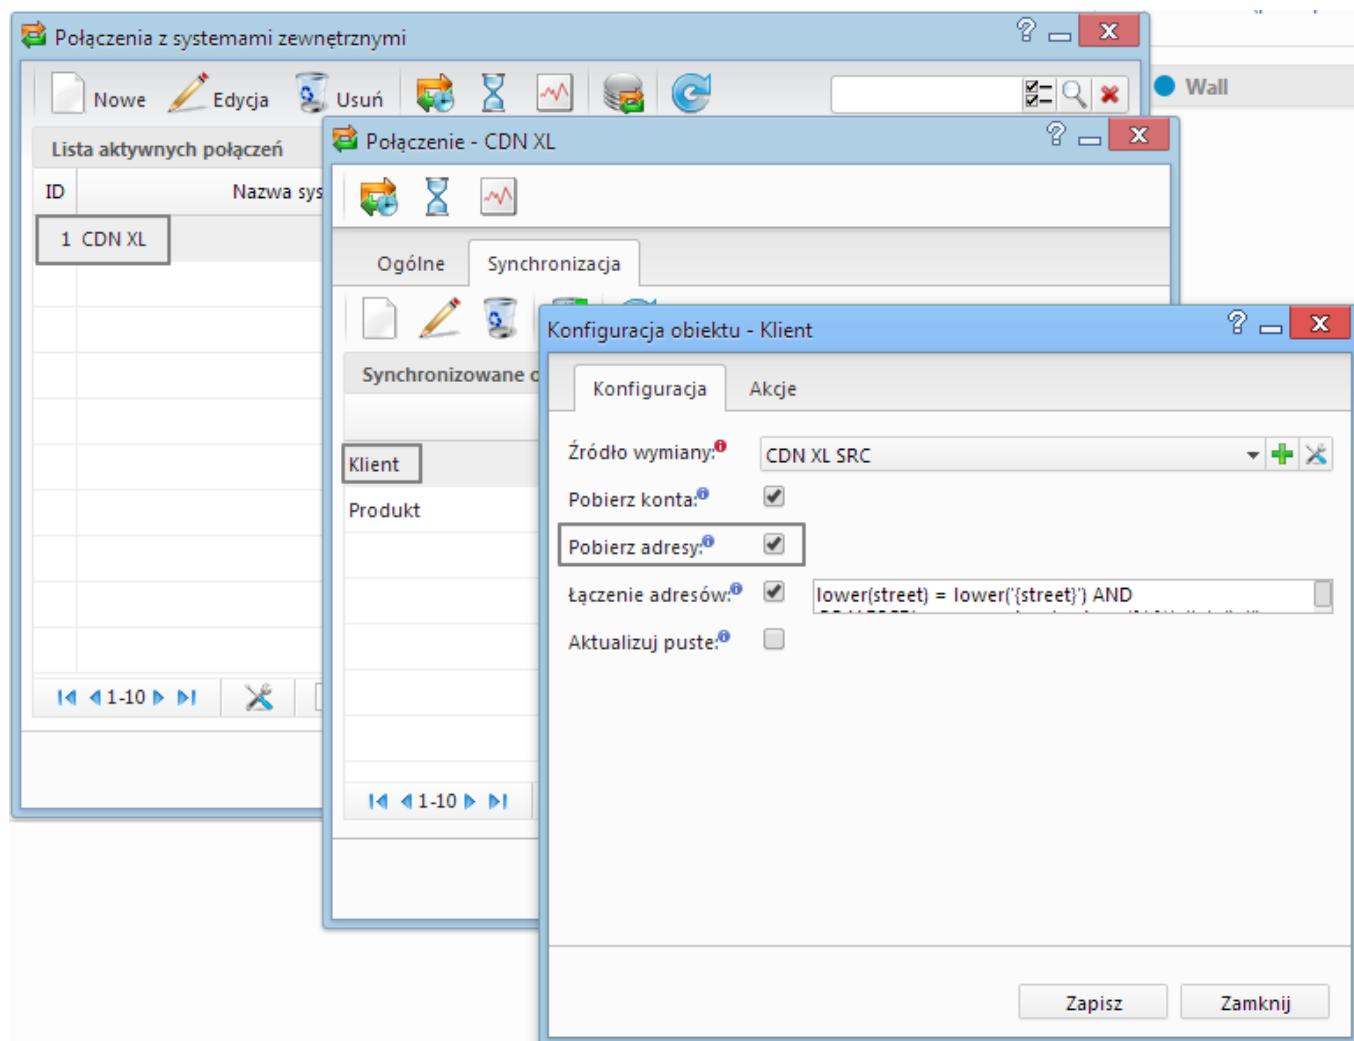 Połączenia z systemami zewnętrznymi
Nowe Edycja Usuń
Wall
Lista aktywnych połączeń
ID Nazwa sys
1 CDN XL
1-10
Połączenie - CDN XL
Ogólne Synchronizacja
Synchronizowane o
Klient
Produkt
1-10
Konfiguracja obiektu - Klient
Konfiguracja Akcje
Źródło wymiany: CDN XL SRC
Pobierz konta:
Pobierz adresy:
Łączenie adresów: lower(street) = lower('{street}') AND
Aktualizuj puste:
Zapisz Zamknij